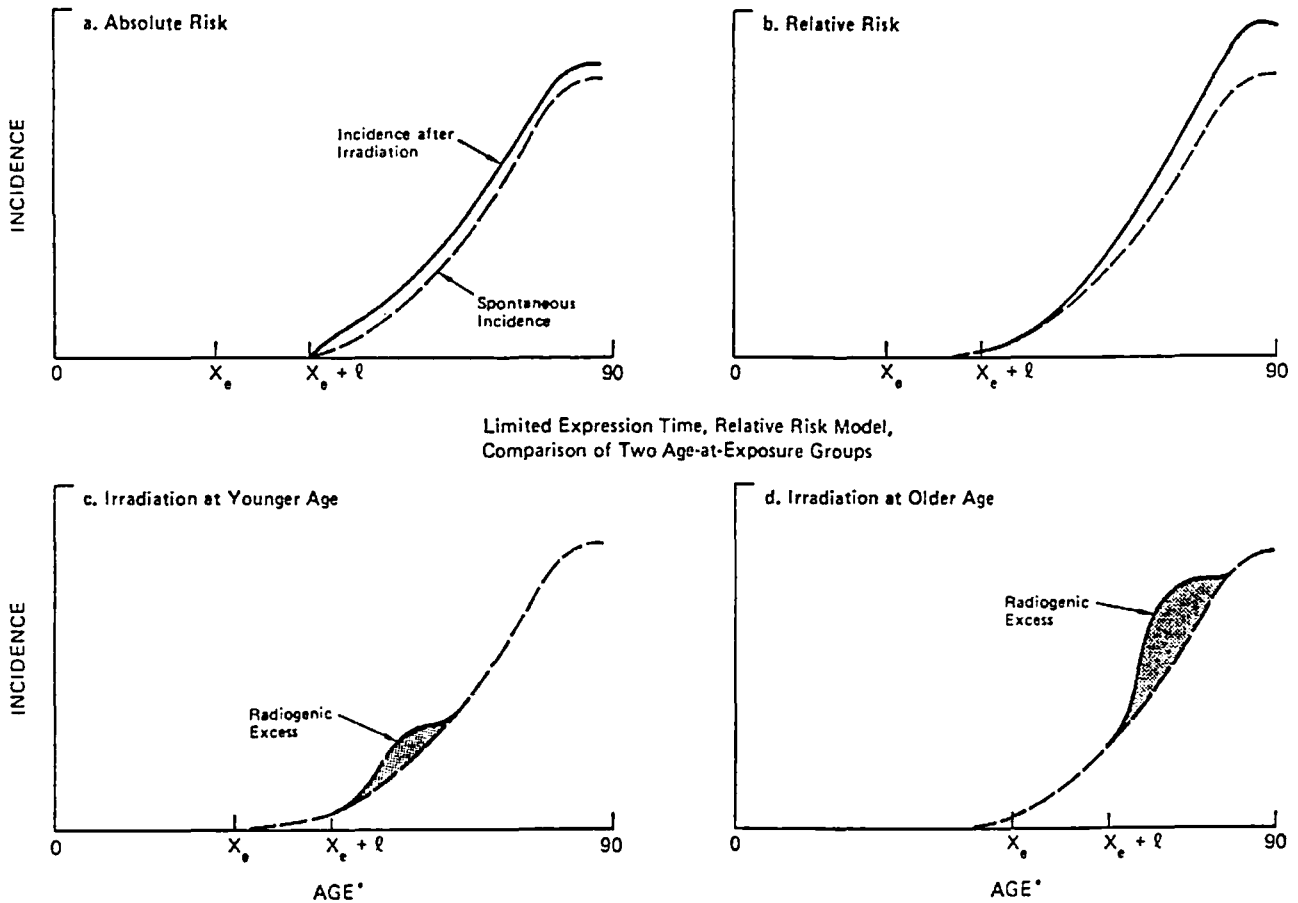 a. Absolute Risk
INCIDENCE
Incidence after
Irradiation
Spontaneous
Incidence
0
Xe
Xe + ℓ
90
b. Relative Risk
0
Xe
Xe + ℓ
90
Limited Expression Time, Relative Risk Model,
Comparison of Two Age-at-Exposure Groups
c. Irradiation at Younger Age
INCIDENCE
Radiogenic
Excess
0
Xe
Xe + ℓ
90
AGE*
d. Irradiation at Older Age
Radiogenic
Excess
0
Xe
Xe + ℓ
90
AGE*